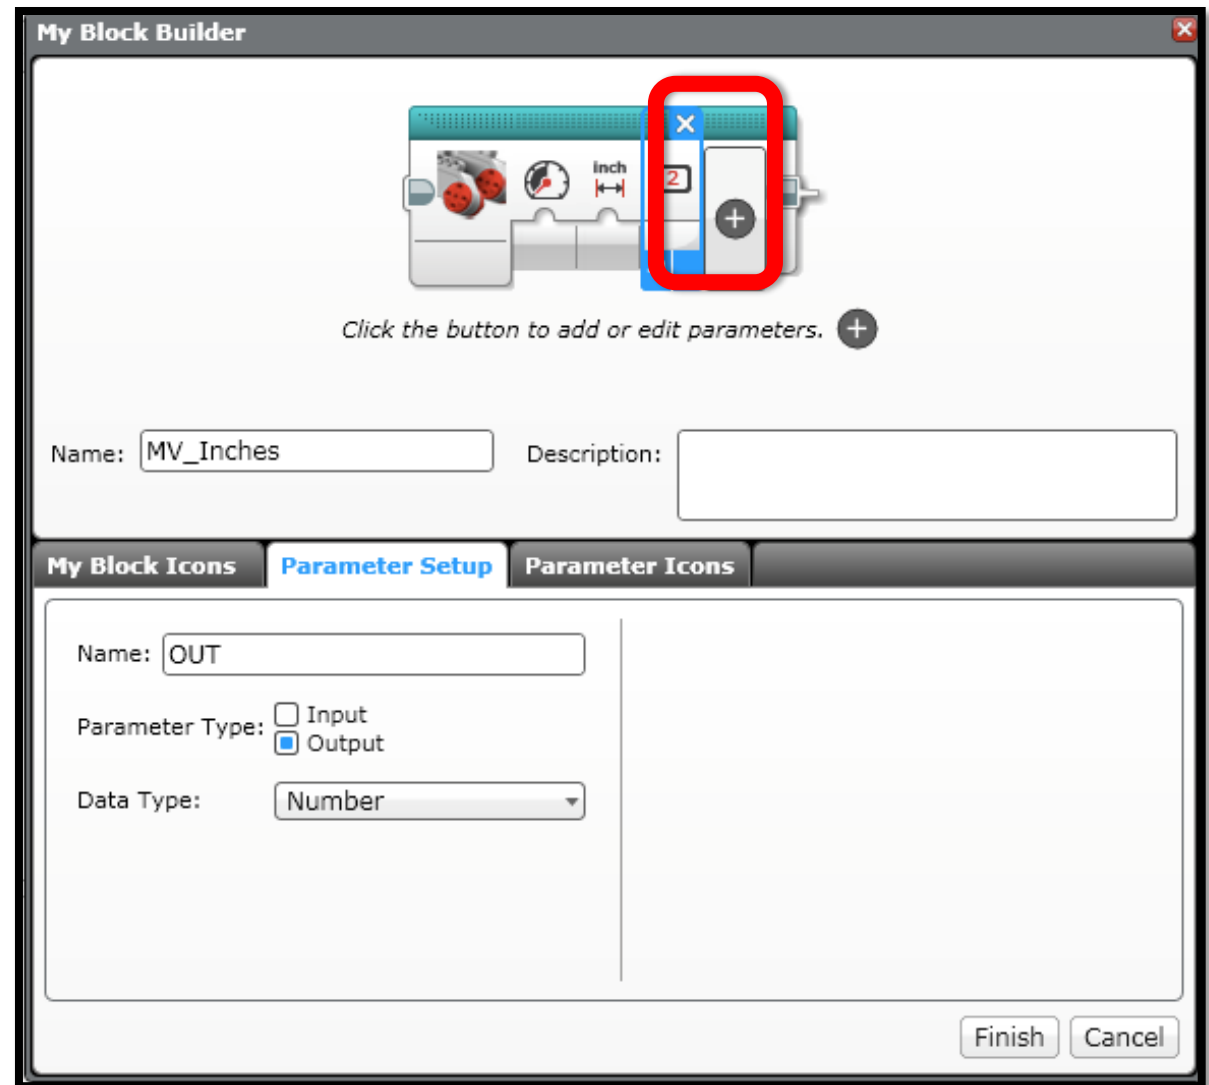 My Block Builder
inch
2
Click the button to add or edit parameters.
Name: MV_Inches Description:
My Block Icons Parameter Setup Parameter Icons
Name: OUT
Parameter Type: Input
Output
Data Type: Number
Finish Cancel